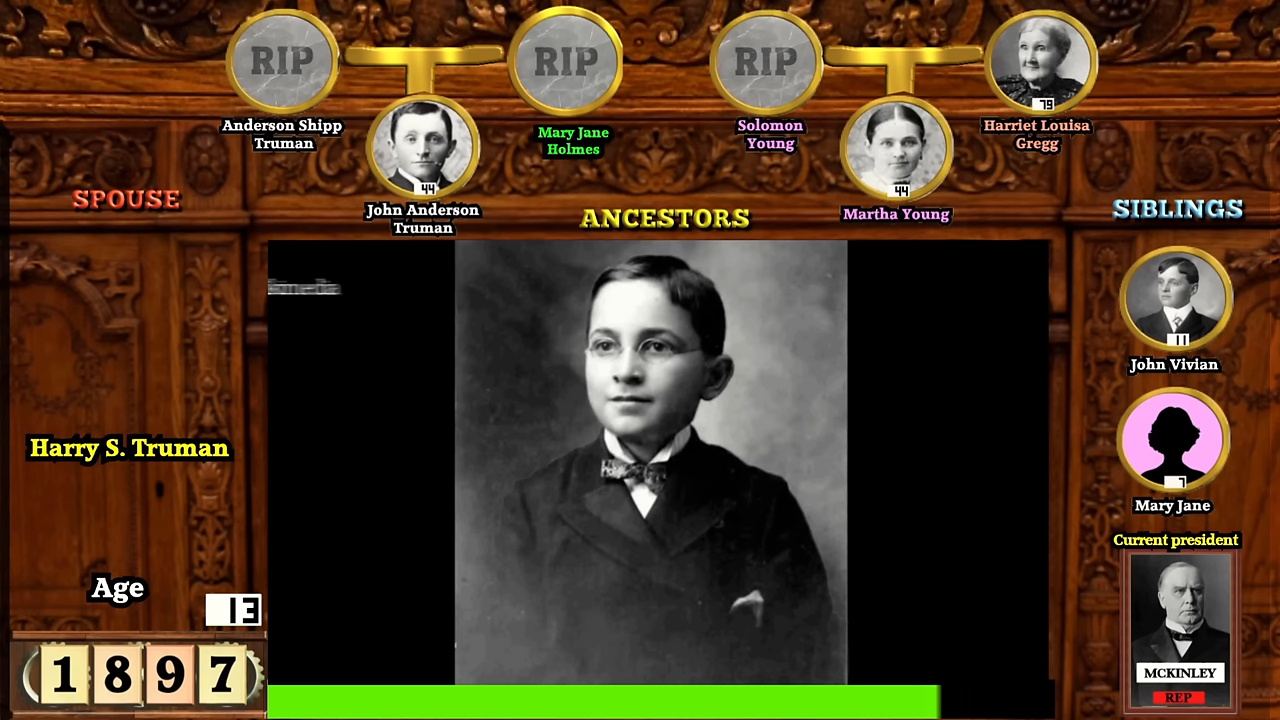 RIP
RIP
RIP
79
Anderson Shipp
Truman
Mary Jane
Holmes
Solomon
Young
Harriet Louisa
Gregg
44
44
John Anderson
Truman
Martha Young
SPOUSE
ANCESTORS
SIBLINGS
11
John Vivian
7
Mary Jane
Harry S. Truman
Current president
Age
13
1897
MCKINLEY
REP